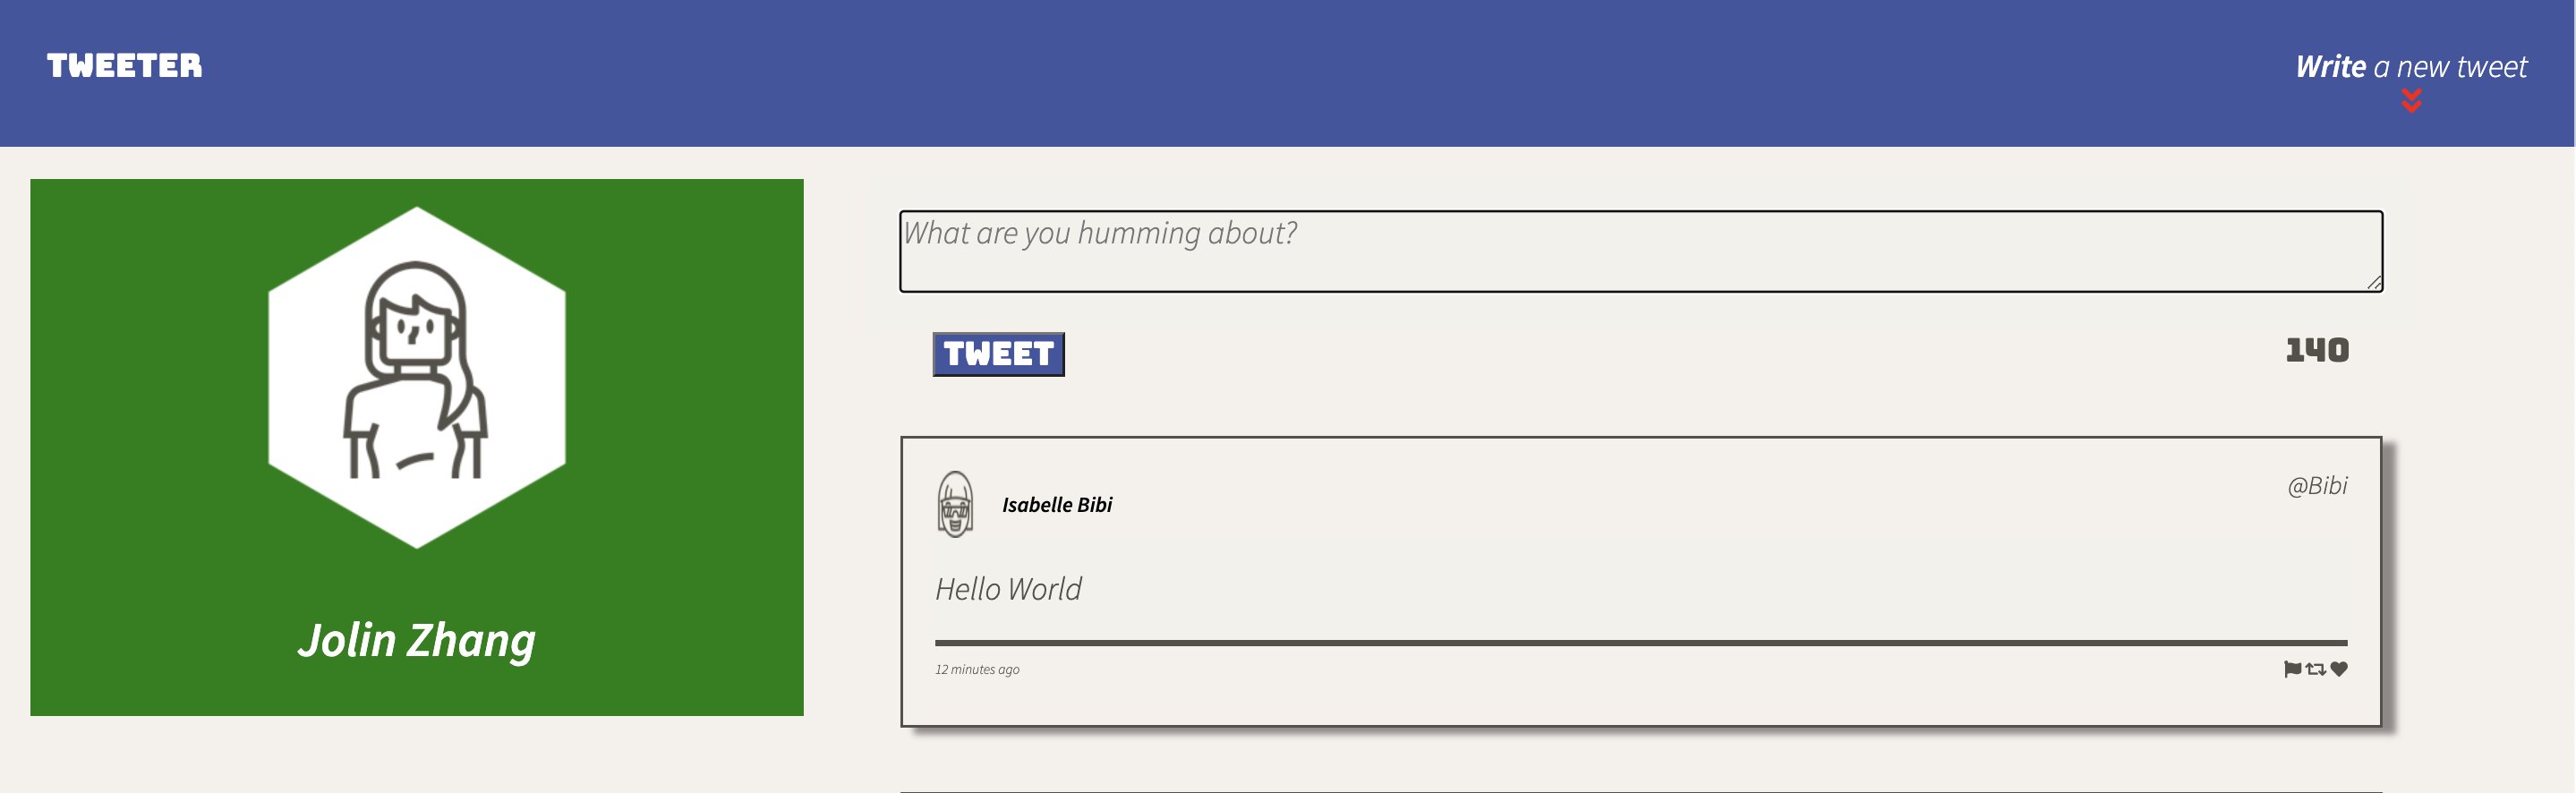 TWEETER
Write a new tweet
What are you humming about?
TWEET
140
Isabelle Bibi
@Bibi
Hello World
12 minutes ago
Jolin Zhang